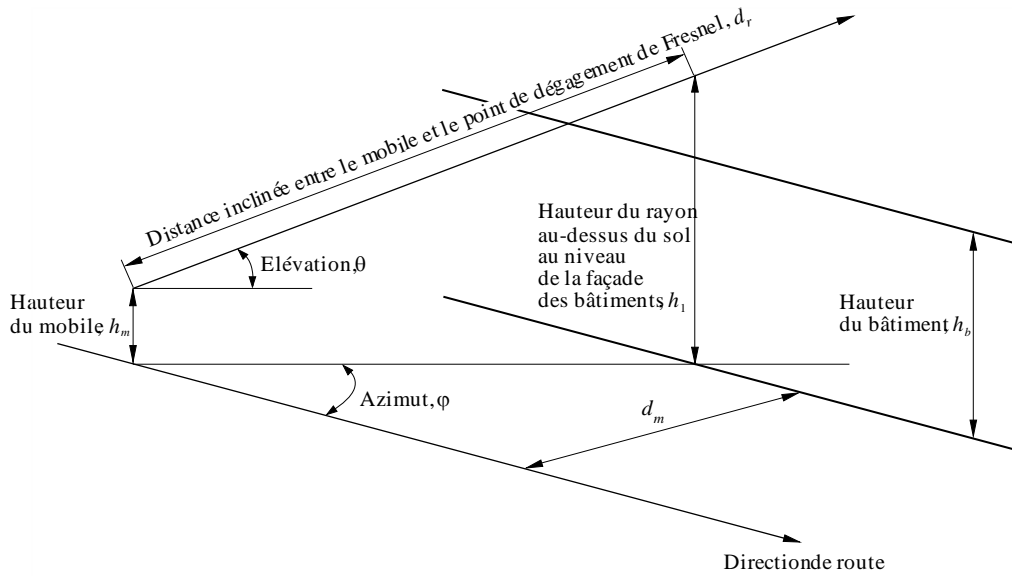 Distance inclinée entre le mobile et le point de dégagement de Fresnel, d_r
Elévation, θ
Hauteur
du mobile, h_m
Hauteur du rayon
au-dessus du sol
au niveau
de la façade
des bâtiments, h_1
Hauteur
du bâtiment, h_b
Azimut, φ
d_m
Directionde route